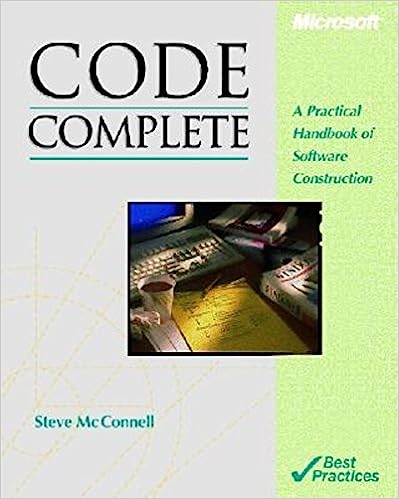 Microsoft
CODE
COMPLETE
A Practical
Handbook of
Software
Construction
Steve McConnell
Best
Practices